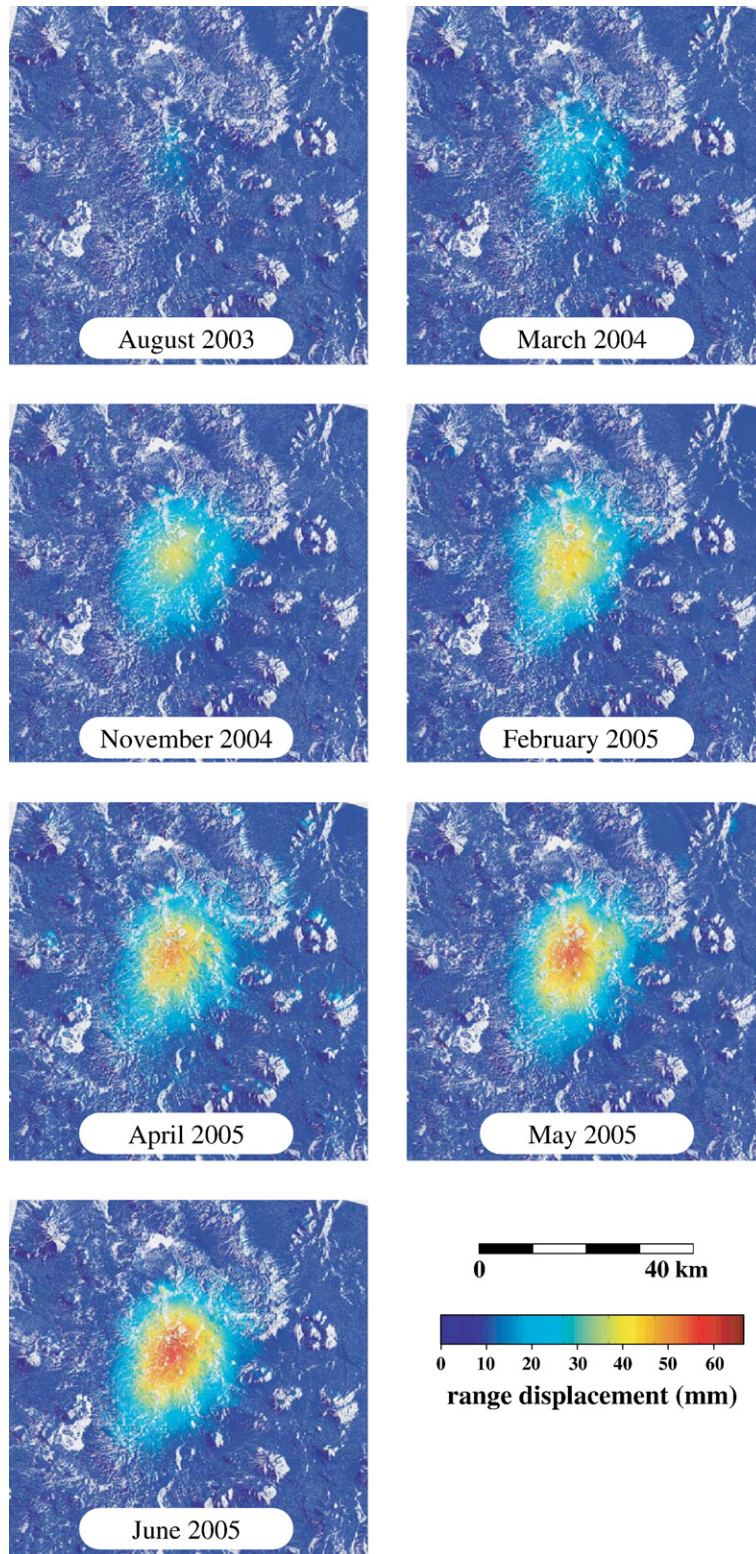 August 2003
March 2004
November 2004
February 2005
April 2005
May 2005
June 2005
0 40 km
0 10 20 30 40 50 60
range displacement (mm)